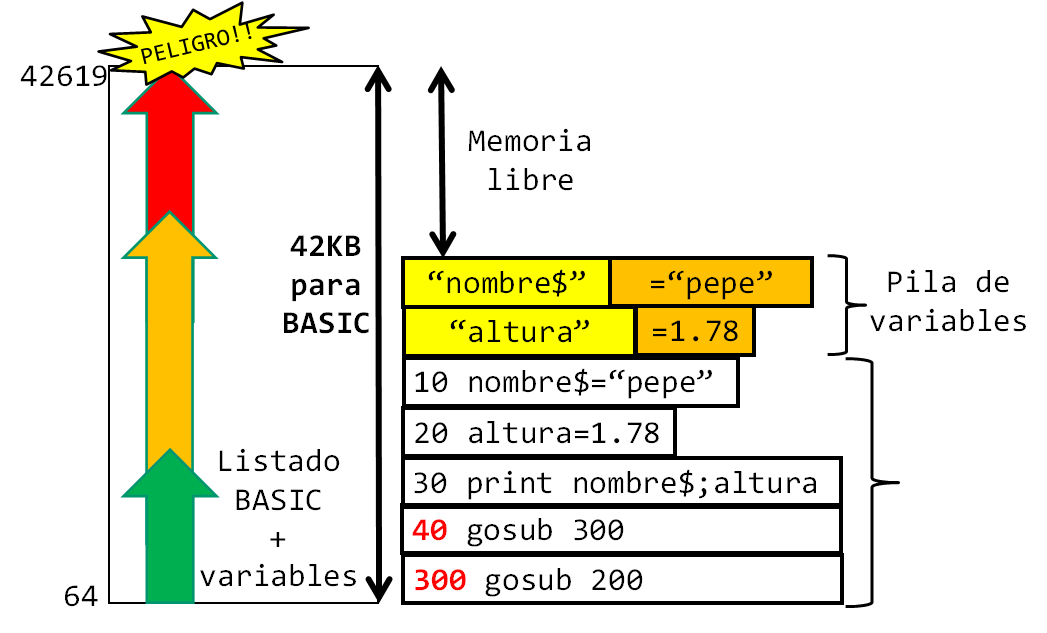 PELIGRO!!
42619
Memoria
libre
42KB
para
BASIC
“nombre$” =“pepe”
“altura” =1.78
Pila de
variables
10 nombre$=“pepe”
20 altura=1.78
30 print nombre$;altura
40 gosub 300
300 gosub 200
Listado
BASIC
+
variables
64